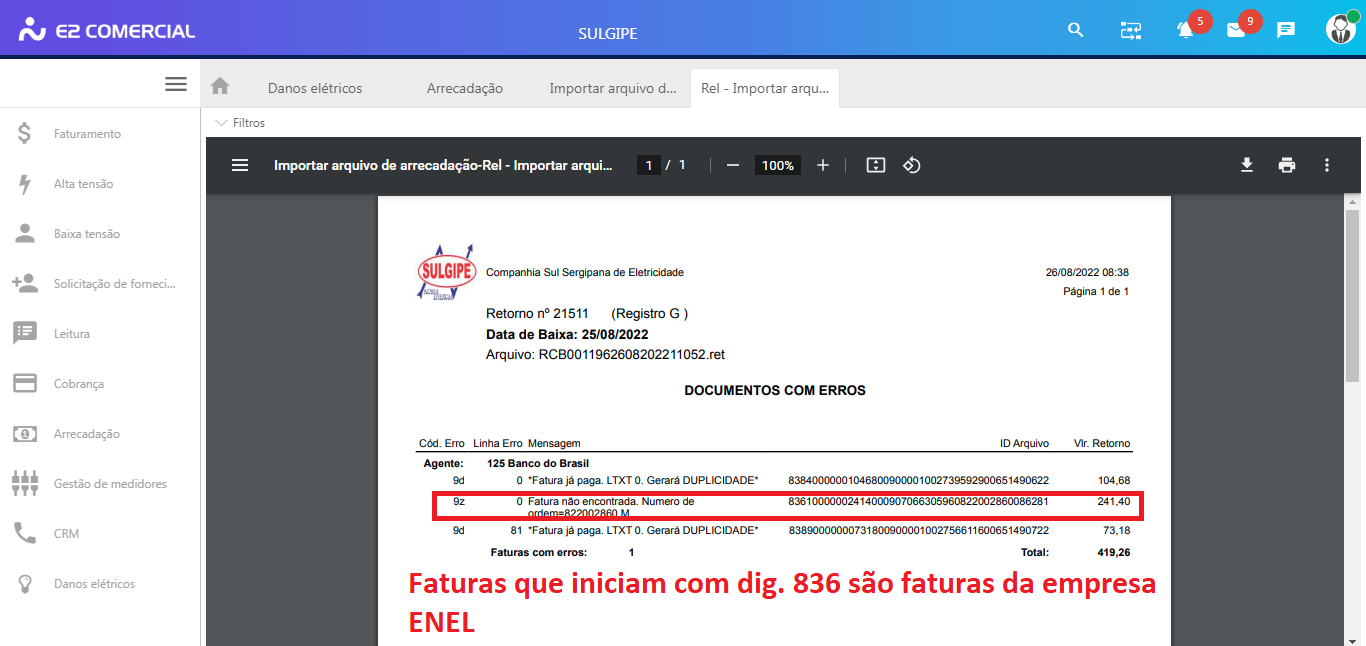 E2 COMERCIAL
SULGIPE
5
9
Danos elétricos
Arrecadação
Importar arquivo d...
Rel - Importar arqu...
Filtros
Faturamento
Alta tensão
Baixa tensão
Solicitação de forneci...
Leitura
Cobrança
Arrecadação
Gestão de medidores
CRM
Danos elétricos
Importar arquivo de arrecadação-Rel - Importar arqui...
1 / 1
100%
SULGIPE
Companhia Sul Sergipana de Eletricidade
26/08/2022 08:38
Página 1 de 1
Retorno nº 21511 (Registro G )
Data de Baixa: 25/08/2022
Arquivo: RCB0011962608202211052.ret
DOCUMENTOS COM ERROS
Cód. Erro Linha Erro Mensagem ID Arquivo Vlr. Retorno
Agente: 125 Banco do Brasil
9d 0 *Fatura já paga. LTXT 0. Gerará DUPLICIDADE* 83840000001046800900001002739592900651490622 104,68
9z 0 Fatura não encontrada. Numero de 83610000002414000907066305960822002860086281 241,40
ordem=822002860.M
9d 81 *Fatura já paga. LTXT 0. Gerará DUPLICIDADE* 83890000000731800900001002756611600651490722 73,18
Faturas com erros: 1 Total: 419,26
Faturas que iniciam com dig. 836 são faturas da empresa
ENEL